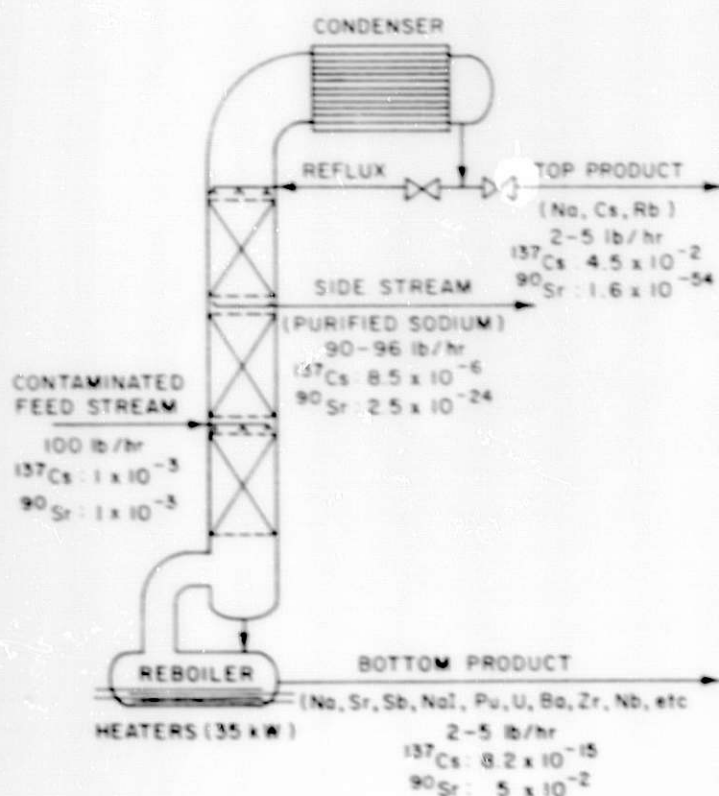 CONDENSER
REFLUX
TOP PRODUCT
(Na, Cs, Rb)
2-5 lb/hr
¹³⁷Cs : 4.5 x 10⁻²
⁹⁰Sr : 1.6 x 10⁻⁵⁴
SIDE STREAM
(PURIFIED SODIUM)
90-96 lb/hr
¹³⁷Cs : 8.5 x 10⁻⁶
⁹⁰Sr : 2.5 x 10⁻²⁴
CONTAMINATED
FEED STREAM
100 lb/hr
¹³⁷Cs : 1 x 10⁻³
⁹⁰Sr : 1 x 10⁻³
REBOILER
HEATERS (35 kW)
BOTTOM PRODUCT
(Na, Sr, Sb, NaI, Pu, U, Ba, Zr, Nb, etc
2-5 lb/hr
¹³⁷Cs : 8.2 x 10⁻¹⁵
⁹⁰Sr : 5 x 10⁻²